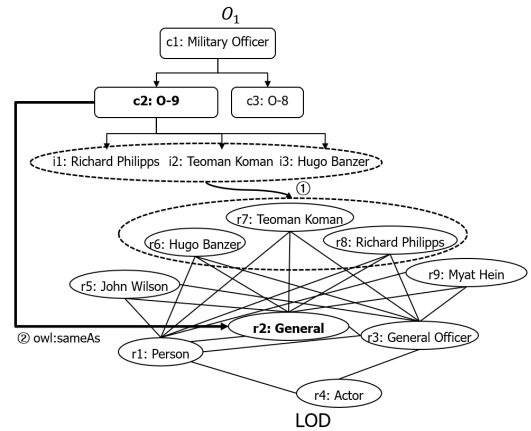 O1
c1: Military Officer
c2: O-9
c3: O-8
i1: Richard Philipps i2: Teoman Koman i3: Hugo Banzer
①
r7: Teoman Koman
r6: Hugo Banzer
r8: Richard Philipps
r9: Myat Hein
r5: John Wilson
r2: General
r3: General Officer
② owl:sameAs
r1: Person
r4: Actor
LOD